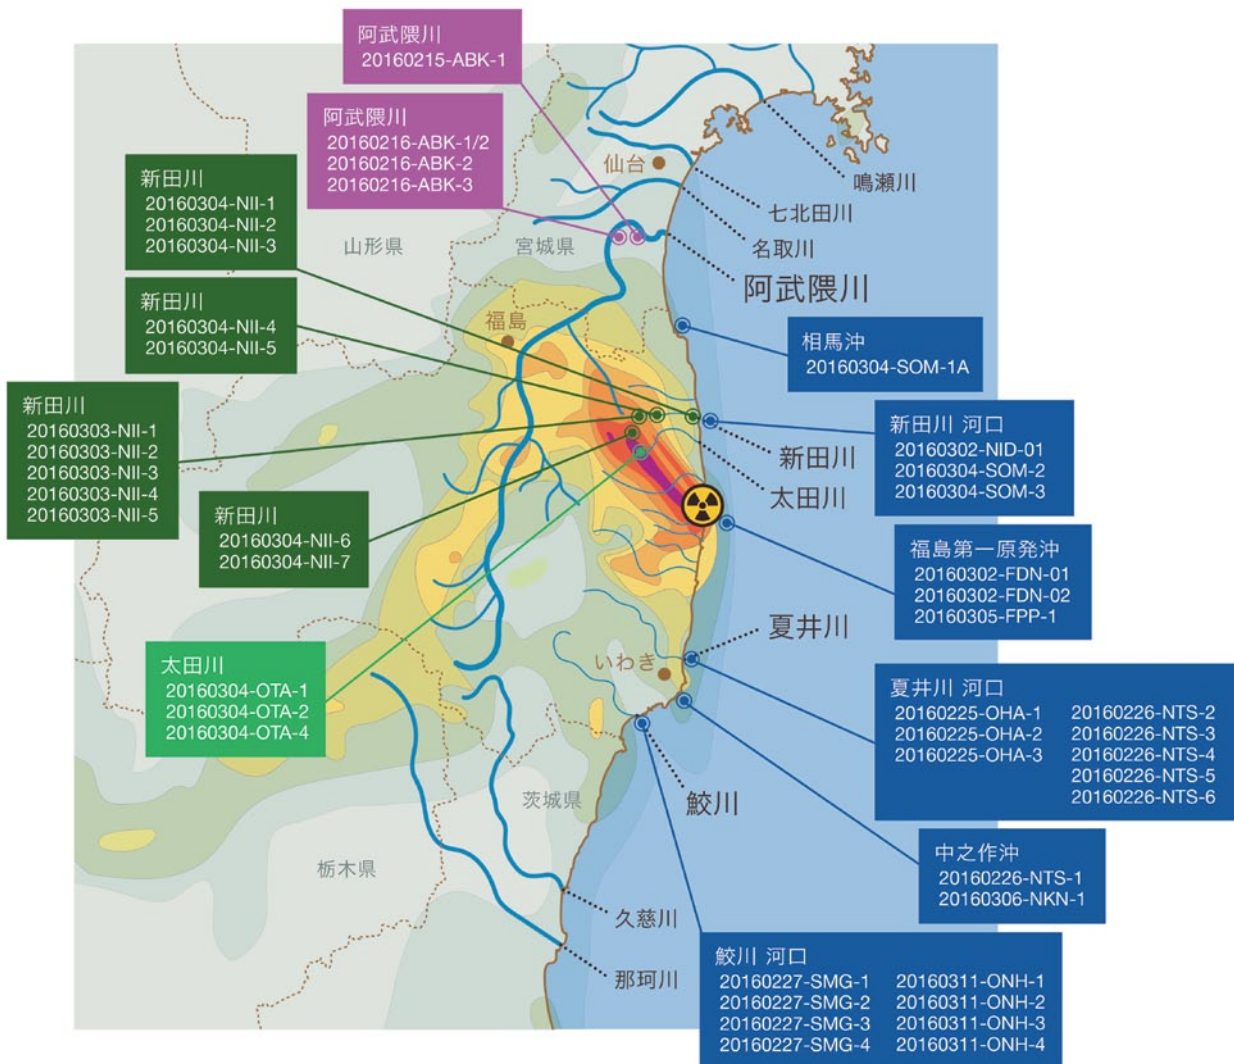 阿武隈川
20160215-ABK-1
阿武隈川
20160216-ABK-1/2
20160216-ABK-2
20160216-ABK-3
新田川
20160304-NII-1
20160304-NII-2
20160304-NII-3
新田川
20160304-NII-4
20160304-NII-5
新田川
20160303-NII-1
20160303-NII-2
20160303-NII-3
20160303-NII-4
20160303-NII-5
新田川
20160304-NII-6
20160304-NII-7
太田川
20160304-OTA-1
20160304-OTA-2
20160304-OTA-4
山形県
宮城県
仙台
福島
いわき
茨城県
栃木県
鳴瀬川
七北田川
名取川
阿武隈川
新田川
太田川
夏井川
鮫川
久慈川
那珂川
相馬沖
20160304-SOM-1A
新田川 河口
20160302-NID-01
20160304-SOM-2
20160304-SOM-3
福島第一原発沖
20160302-FDN-01
20160302-FDN-02
20160305-FPP-1
夏井川 河口
20160225-OHA-1
20160225-OHA-2
20160225-OHA-3
20160226-NTS-2
20160226-NTS-3
20160226-NTS-4
20160226-NTS-5
20160226-NTS-6
中之作沖
20160226-NTS-1
20160306-NKN-1
鮫川 河口
20160227-SMG-1
20160227-SMG-2
20160227-SMG-3
20160227-SMG-4
20160311-ONH-1
20160311-ONH-2
20160311-ONH-3
20160311-ONH-4